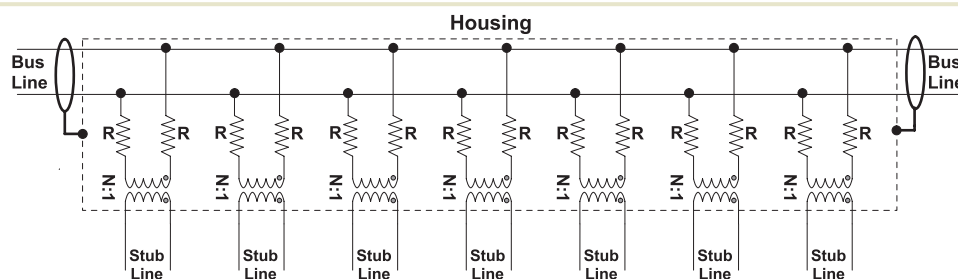 Housing
Bus
Line
Bus
Line
R R R R R R R R R R R R R R
N:1 N:1 N:1 N:1 N:1 N:1 N:1
Stub Stub Stub Stub Stub Stub Stub
Line Line Line Line Line Line Line